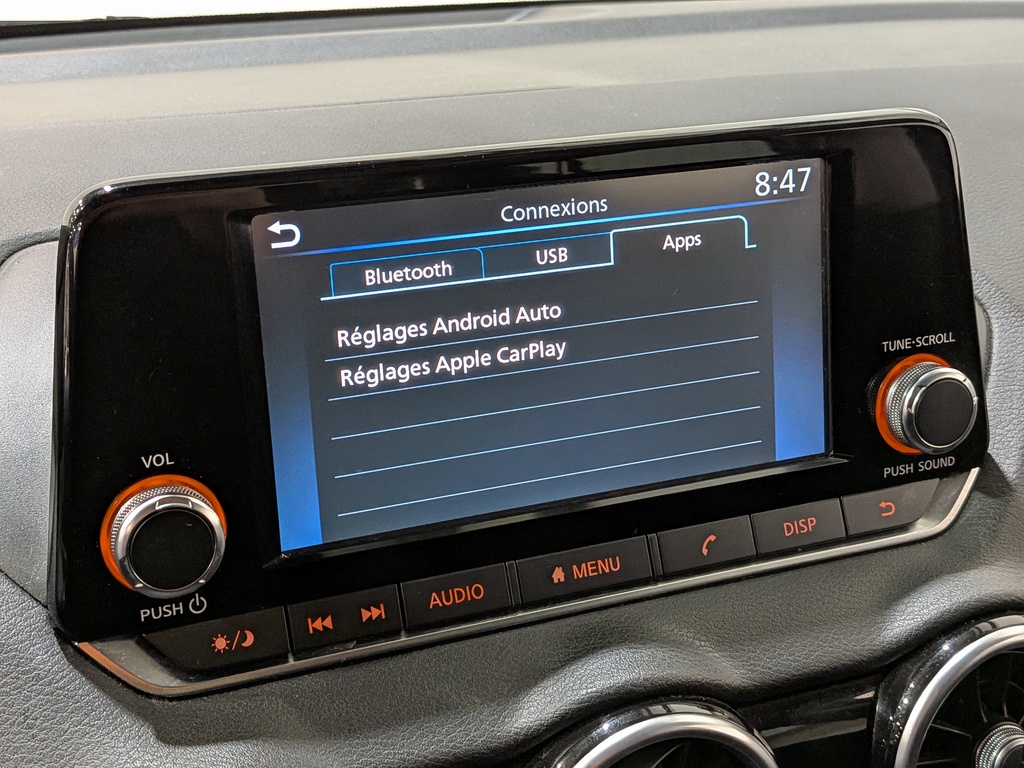 Connexions 8:47
Bluetooth USB Apps
Réglages Android Auto
Réglages Apple CarPlay
TUNE·SCROLL
PUSH SOUND
VOL
PUSH
AUDIO MENU DISP